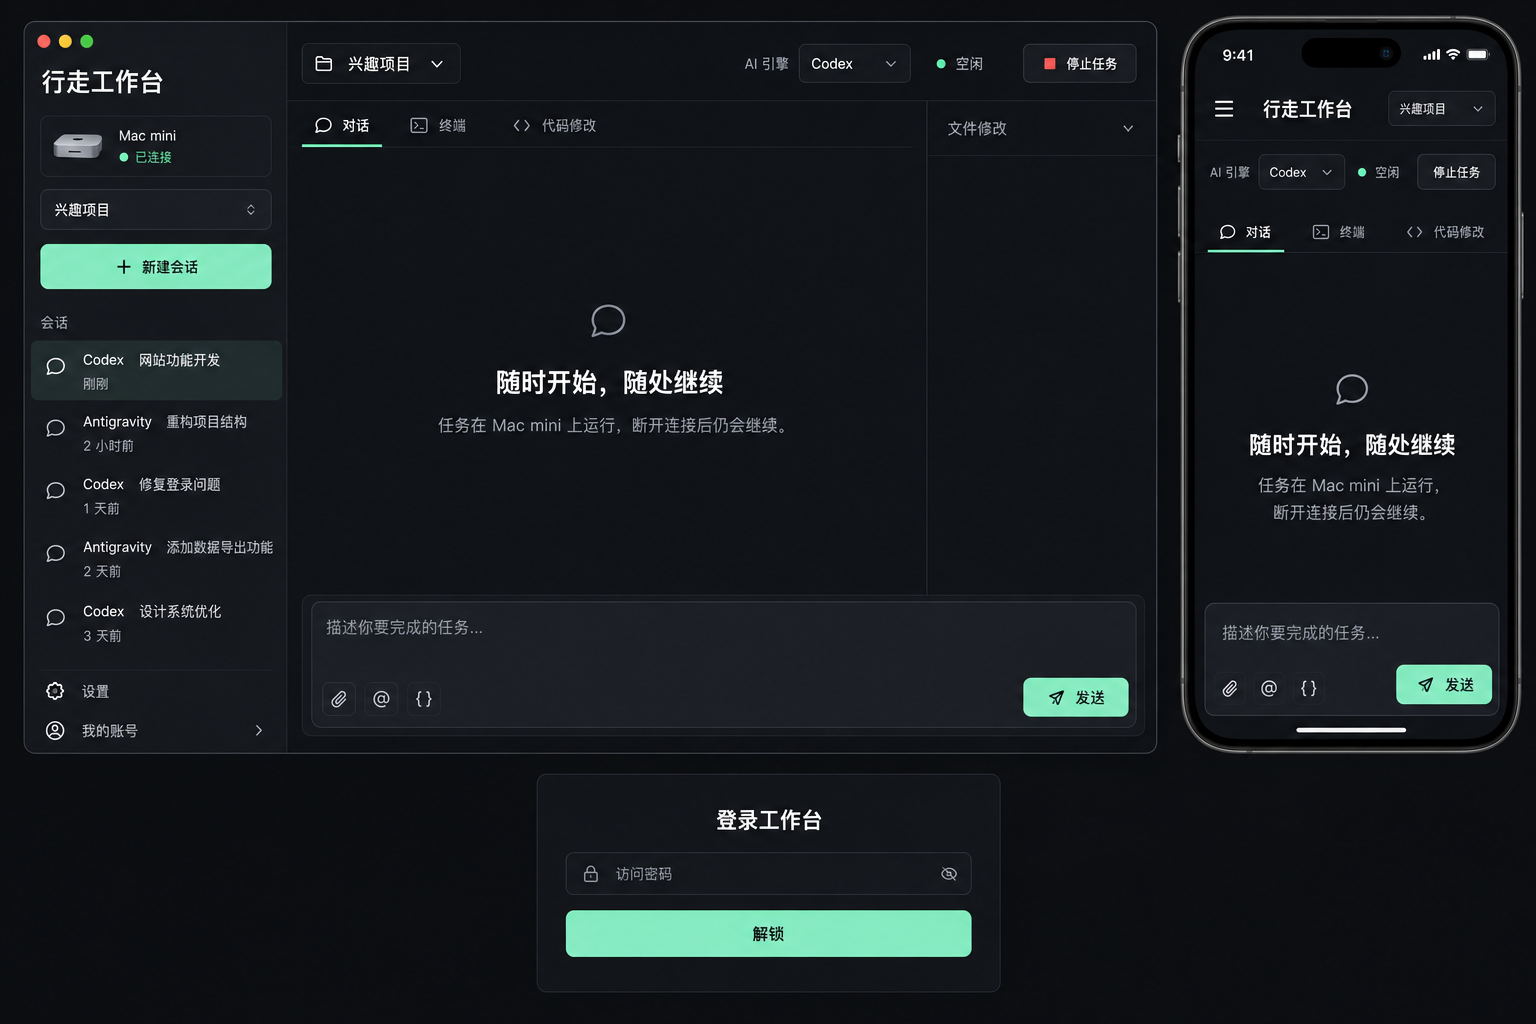 行走工作台
Mac mini
已连接
兴趣项目
新建会话
会话
Codex 网站功能开发
刚刚
Antigravity 重构项目结构
2 小时前
Codex 修复登录问题
1 天前
Antigravity 添加数据导出功能
2 天前
Codex 设计系统优化
3 天前
设置
我的账号
兴趣项目
AI 引擎 Codex 空闲 停止任务
对话 终端 代码修改
文件修改
随时开始，随处继续
任务在 Mac mini 上运行，断开连接后仍会继续。
描述你要完成的任务...
@ {} 发送
9:41
行走工作台 兴趣项目
AI 引擎 Codex 空闲 停止任务
对话 终端 代码修改
随时开始，随处继续
任务在 Mac mini 上运行，
断开连接后仍会继续。
描述你要完成的任务...
@ {} 发送
登录工作台
访问密码
解锁